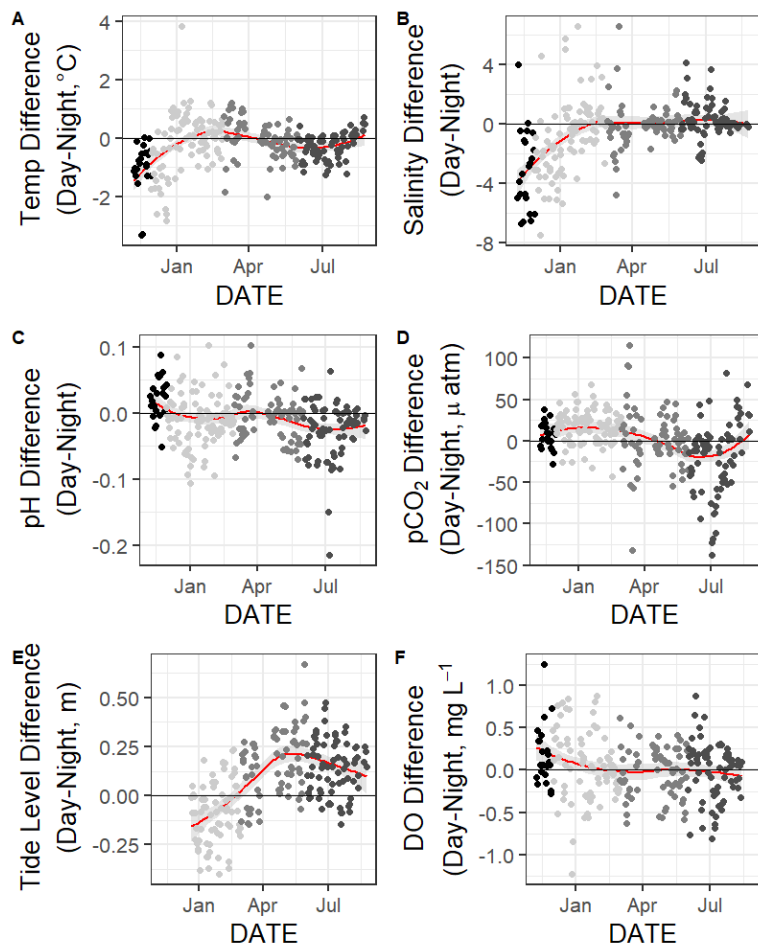 A
Temp Difference
(Day-Night,°C)
4
2
0
-2
Jan
Apr
Jul
DATE
B
Salinity Difference
(Day-Night)
4
0
-4
-8
Jan
Apr
Jul
DATE
C
pH Difference
(Day-Night)
0.1
0.0
-0.1
-0.2
Jan
Apr
Jul
DATE
D
pCO₂ Difference
(Day-Night, μ atm)
100
50
0
-50
-100
-150
Jan
Apr
Jul
DATE
E
Tide Level Difference
(Day-Night, m)
0.50
0.25
0.00
-0.25
Jan
Apr
Jul
DATE
F
DO Difference
(Day-Night, mg L⁻¹
1.0
0.5
0.0
-0.5
-1.0
Jan
Apr
Jul
DATE